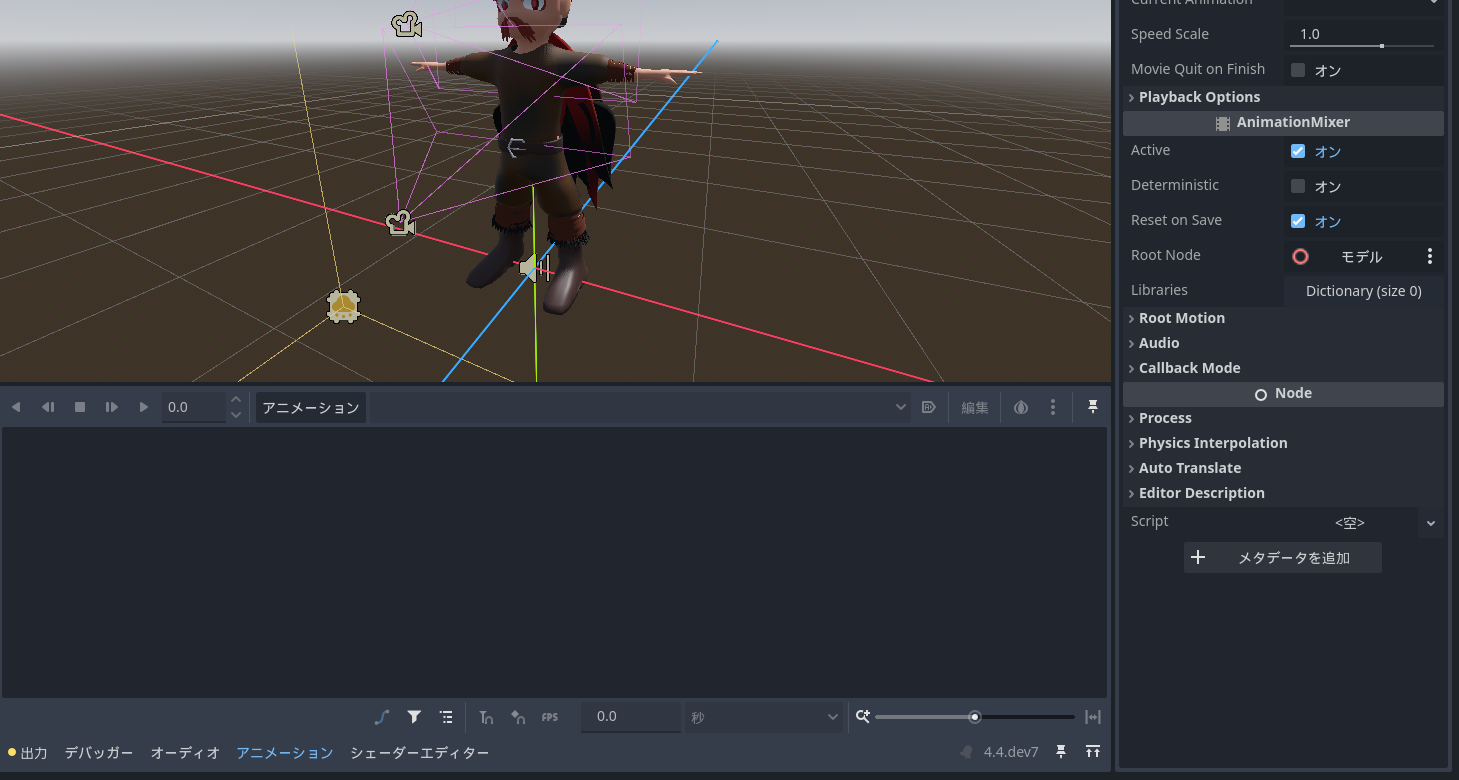 Current Animation
Speed Scale 1.0
Movie Quit on Finish オン
Playback Options
AnimationMixer
Active オン
Deterministic オン
Reset on Save オン
Root Node モデル
Libraries Dictionary (size 0)
Root Motion
Audio
Callback Mode
Node
Process
Physics Interpolation
Auto Translate
Editor Description
Script <空>
メタデータを追加
0.0 アニメーション 編集
FPS 0.0 秒
出力 デバッガー オーディオ アニメーション シェーダーエディター 4.4.dev7